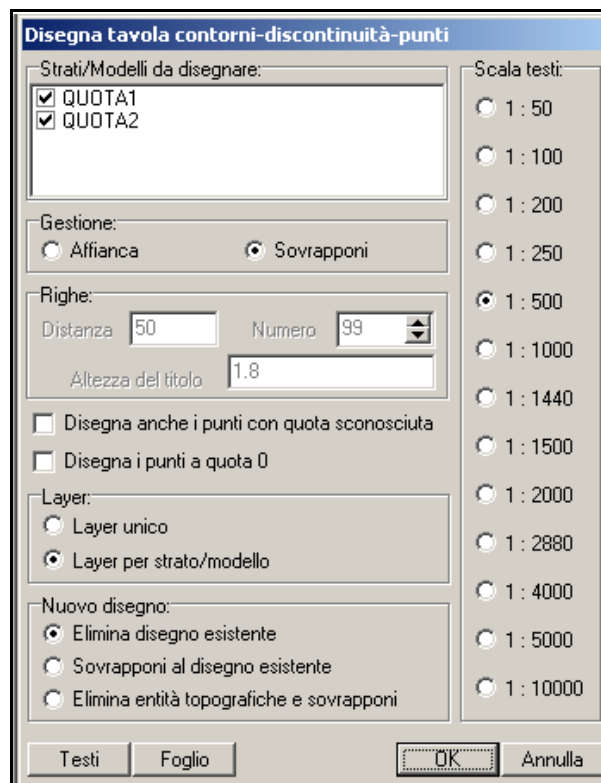 Disegna tavola contorni-discontinuità-punti
Strati/Modelli da disegnare:
QUOTA1
QUOTA2
Gestione:
Affianca
Sovrapponi
Righe:
Distanza 50
Numero 99
Altezza del titolo 1.8
Disegna anche i punti con quota sconosciuta
Disegna i punti a quota 0
Layer:
Layer unico
Layer per strato/modello
Nuovo disegno:
Elimina disegno esistente
Sovrapponi al disegno esistente
Elimina entità topografiche e sovrapponi
Scala testi:
1 : 50
1 : 100
1 : 200
1 : 250
1 : 500
1 : 1000
1 : 1440
1 : 1500
1 : 2000
1 : 2880
1 : 4000
1 : 5000
1 : 10000
Testi
Foglio
OK
Annulla